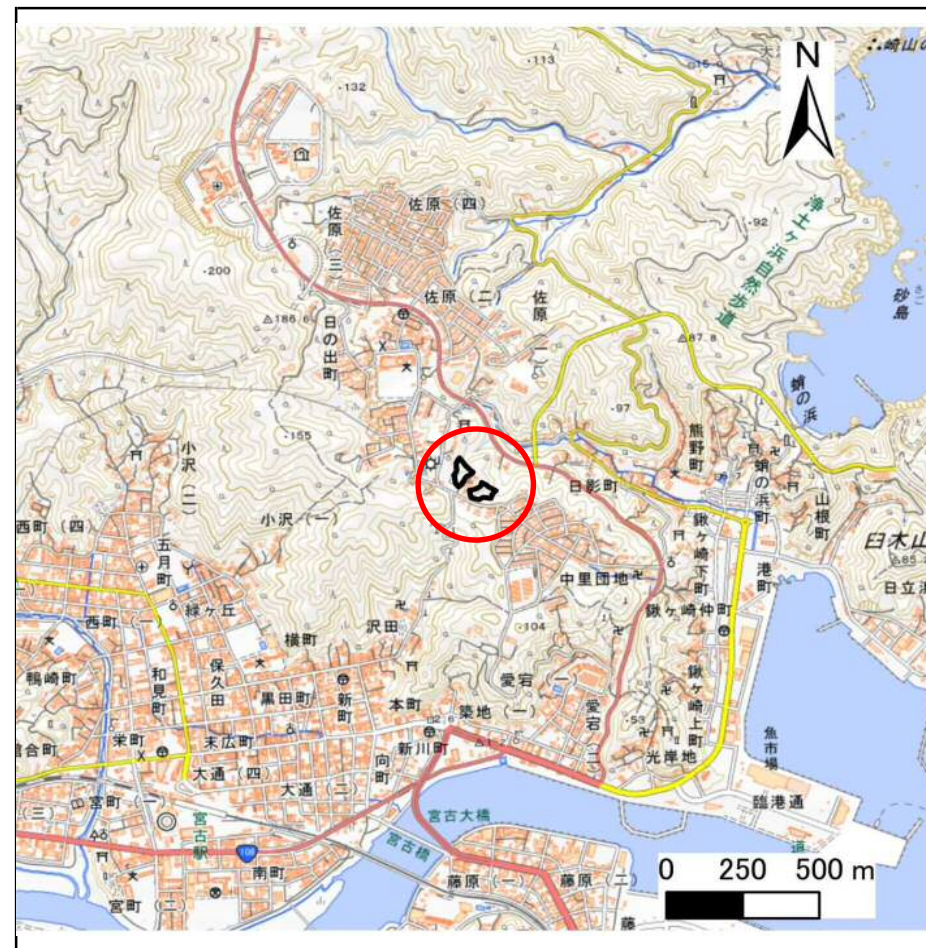 崎山の
N
・113
・132
佐原（四）
佐原（三）
・92
浄土ヶ浜自然歩道
・200
砂島
佐原（二）
佐原（一）
△186.6
日の出町
△87.8
蛸の浜
・97
熊野町
・155
小沢（二）
日影町
蛸の浜町
山根町
小沢（一）
西町（四）
五月町
鍬ヶ崎下町
港町
臼木山
中里団地
日立浜
緑ヶ丘
鍬ヶ崎仲町
西町（一）
横町
沢田
・104
保久田
鴨崎町
和見町
愛宕（一）
黒田町
新町
本町
愛宕（二）
鍬ヶ崎上町
築地（一）
2.6
・53
栄町
末広町
新川町
光岸地
魚市場
館合町
大通（四）
向町
大通（二）
臨港通
宮町（一）
宮古大橋
（三）
宮古駅
宮古橋
106
道
0 250 500 m
南町
藤原（一）
藤原（二）
宮町（二）
藤